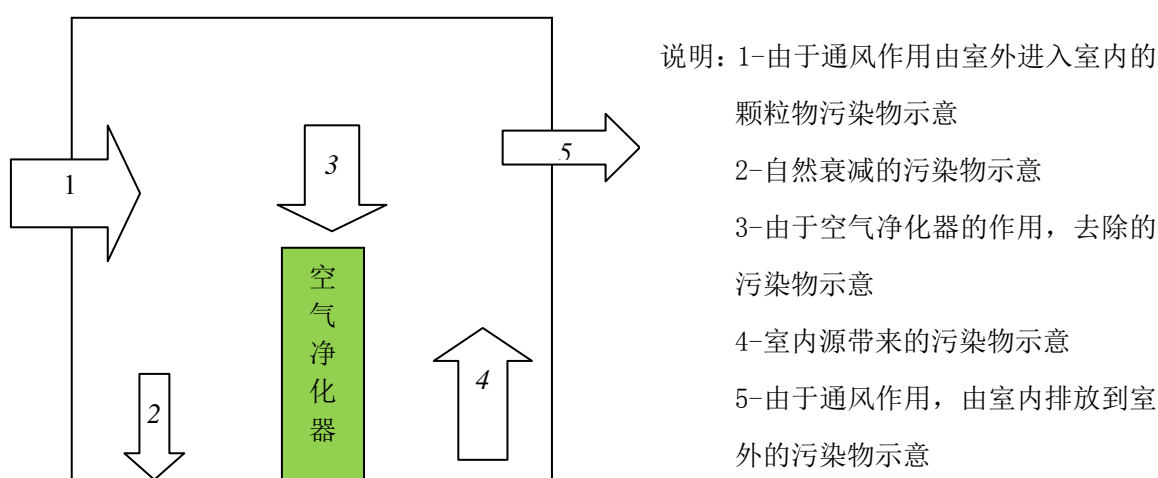 说明：1-由于通风作用由室外进入室内的
颗粒物污染物示意
2-自然衰减的污染物示意
3-由于空气净化器的作用，去除的
污染物示意
4-室内源带来的污染物示意
5-由于通风作用，由室内排放到室
外的污染物示意
1
3
5
空
气
净
化
器
4
2